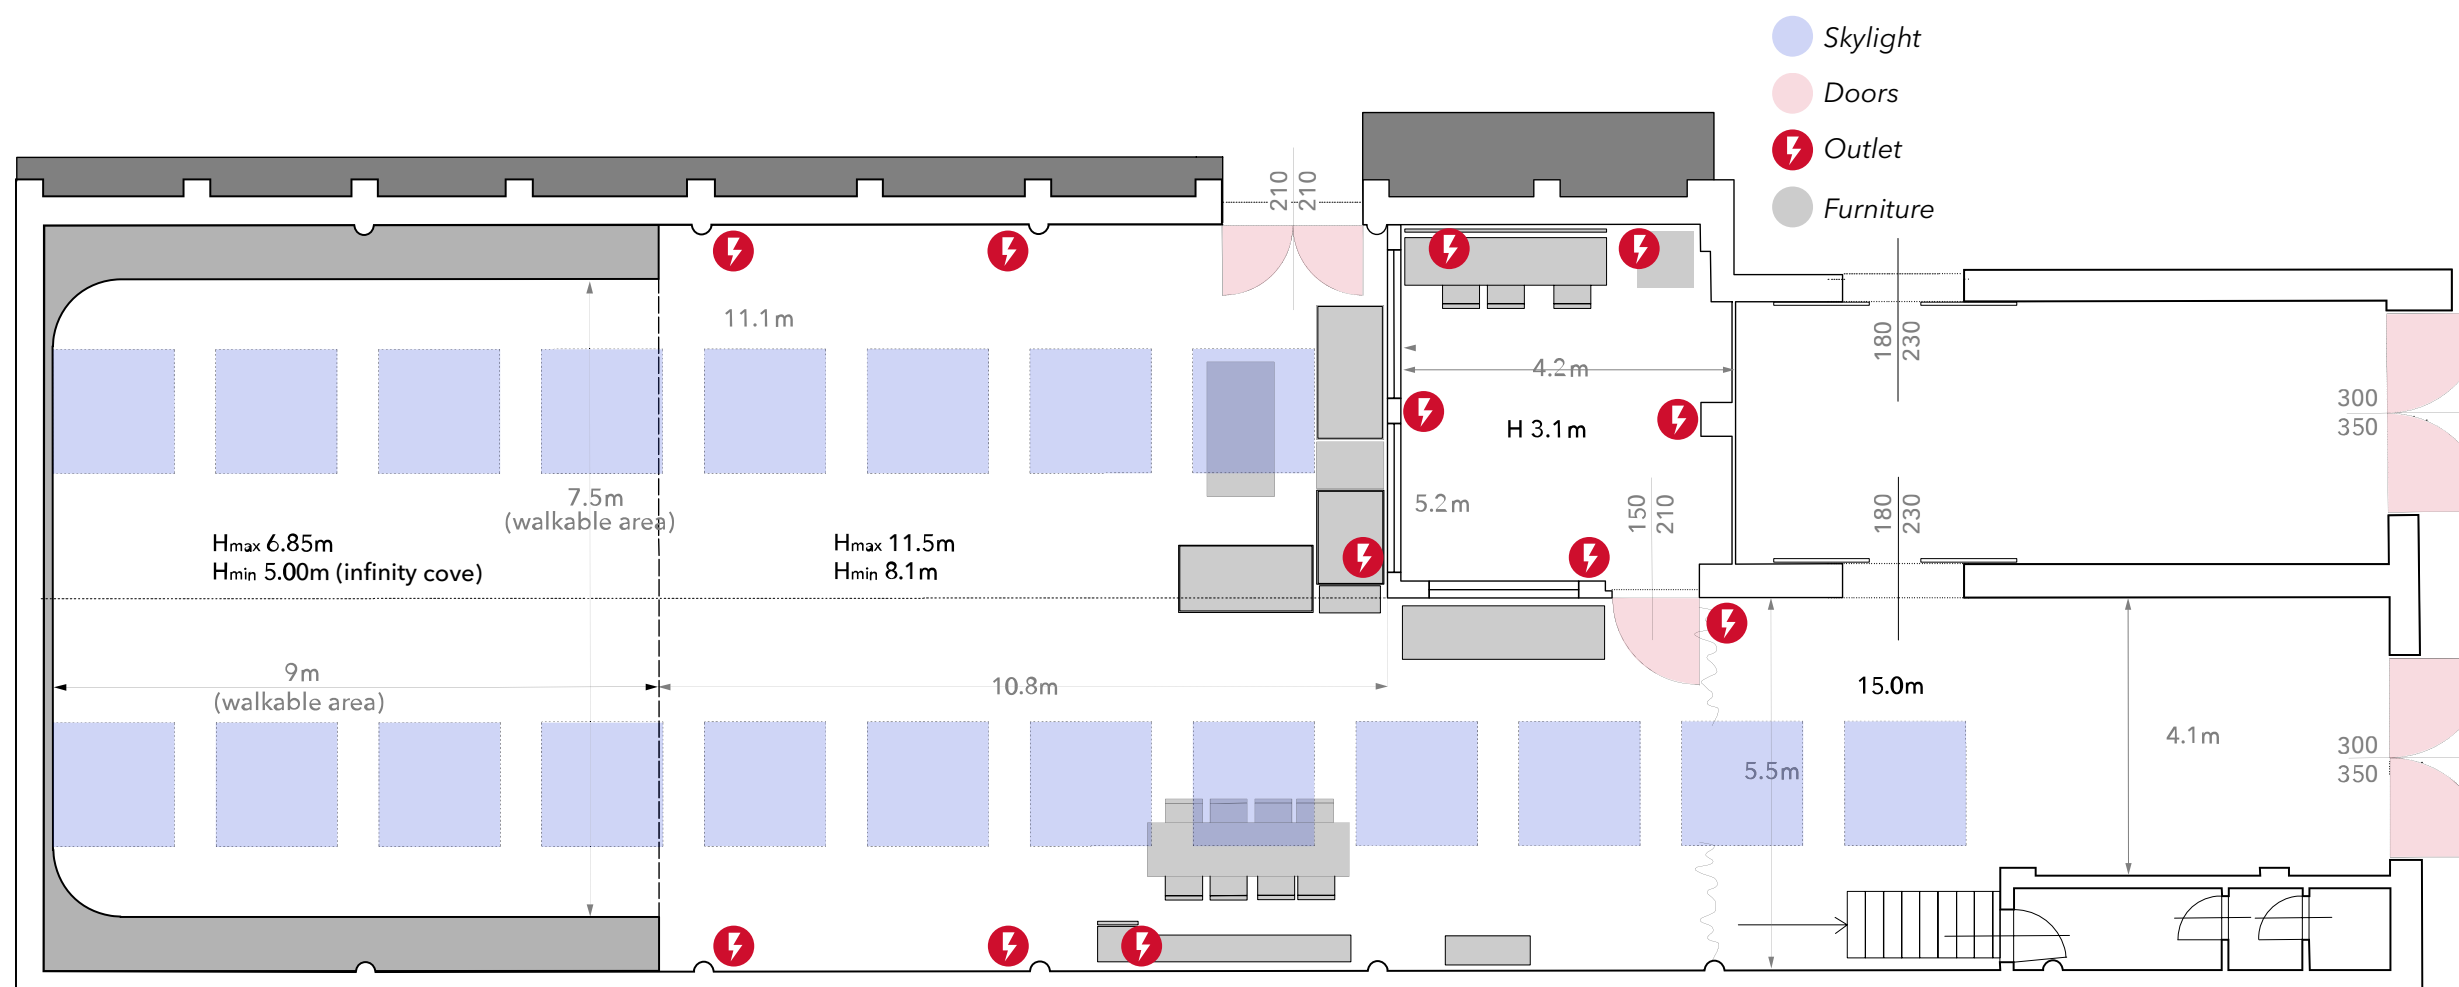 Skylight
Doors
Outlet
Furniture
210
210
11.1m
180
230
4.2m
300
350
H 3.1m
7.5m
(walkable area)
5.2m
150
210
180
230
Hmax 6.85m
Hmin 5.00m (infinity cove)
Hmax 11.5m
Hmin 8.1m
9m
(walkable area)
10.8m
15.0m
4.1m
5.5m
300
350